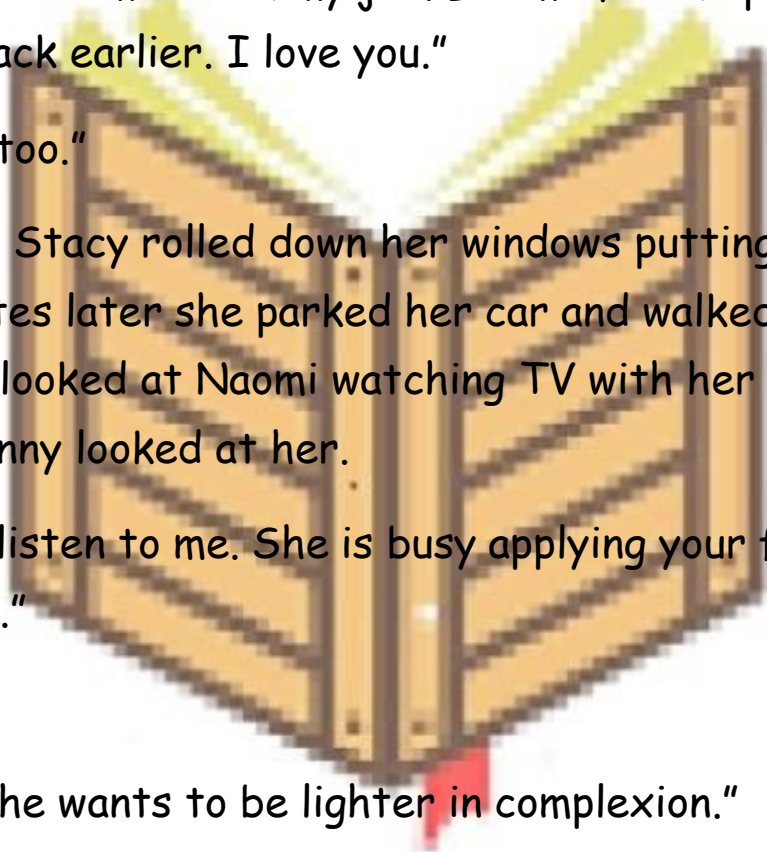 ack earlier. I love you.”
too.”
Stacy rolled down her windows putting
tes later she parked her car and walked
looked at Naomi watching TV with her
nny looked at her.
listen to me. She is busy applying your f
.”
he wants to be lighter in complexion.”